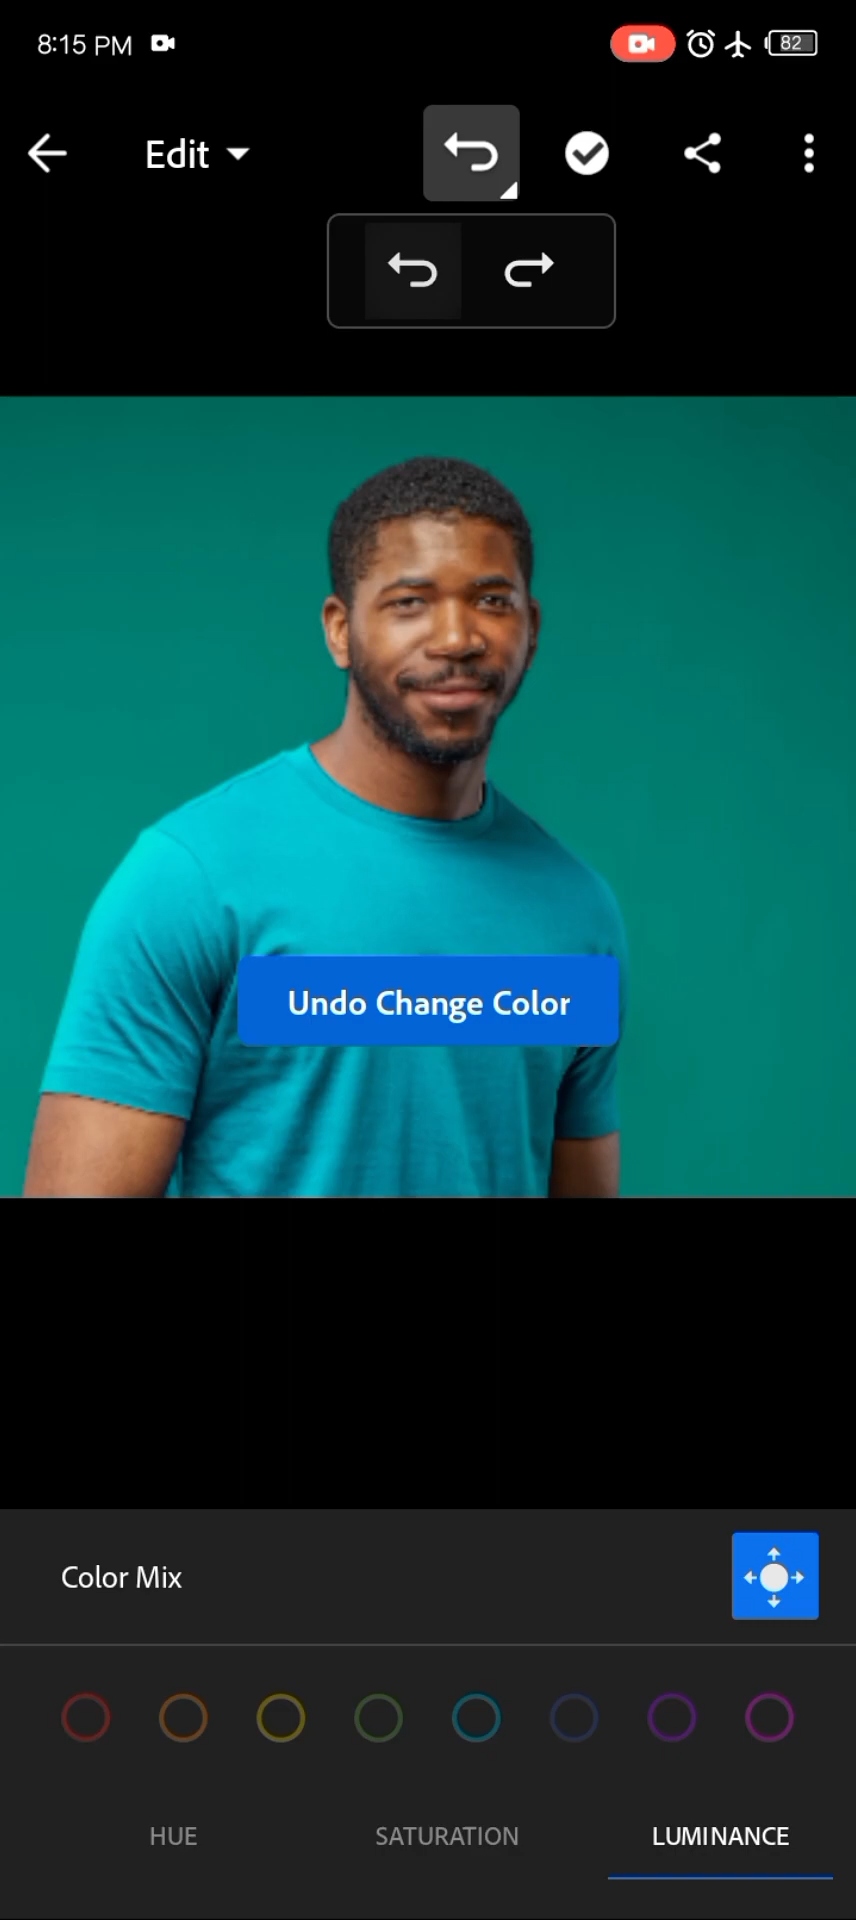 8:15 PM
82
Edit
Undo Change Color
Color Mix
HUE SATURATION LUMINANCE